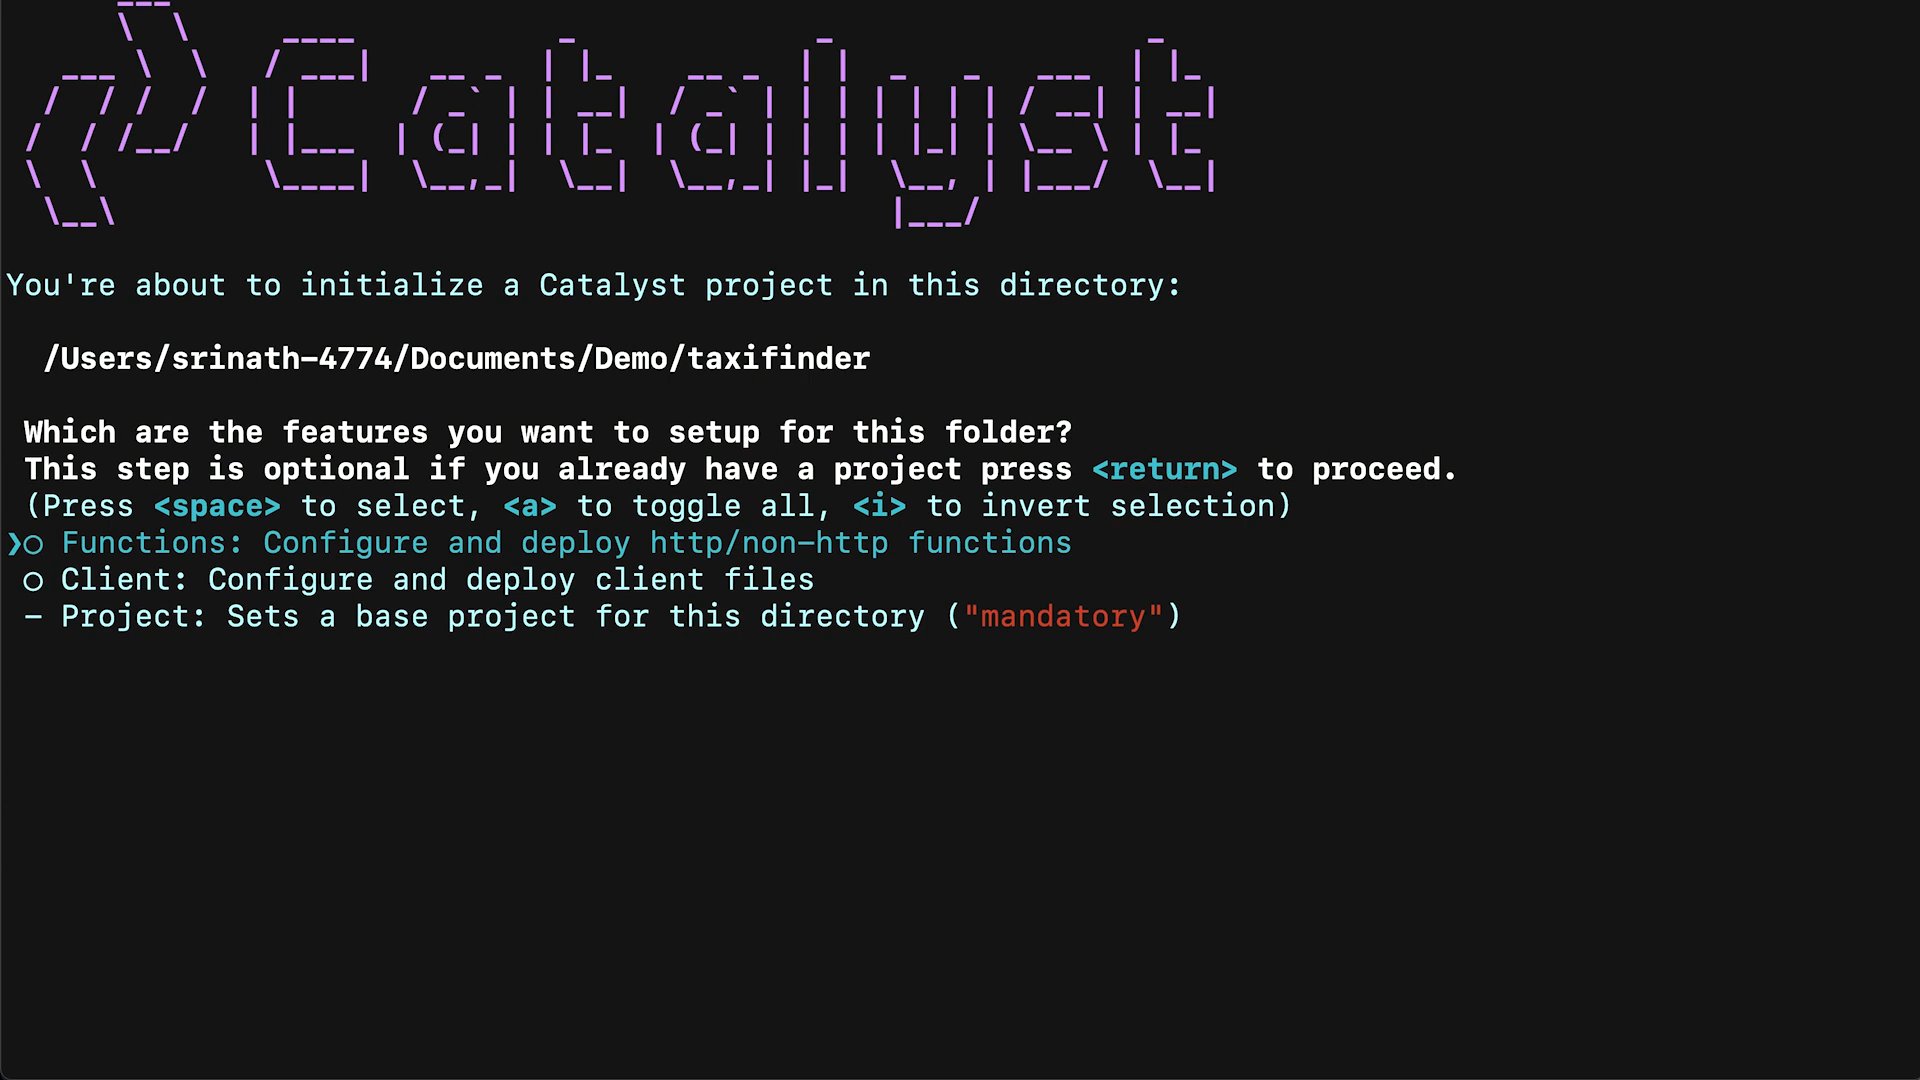 Catalyst
You're about to initialize a Catalyst project in this directory:
/Users/srinath-4774/Documents/Demo/taxifinder
Which are the features you want to setup for this folder?
This step is optional if you already have a project press <return> to proceed.
(Press <space> to select, <a> to toggle all, <i> to invert selection)
❯○ Functions: Configure and deploy http/non-http functions
○ Client: Configure and deploy client files
– Project: Sets a base project for this directory ("mandatory")